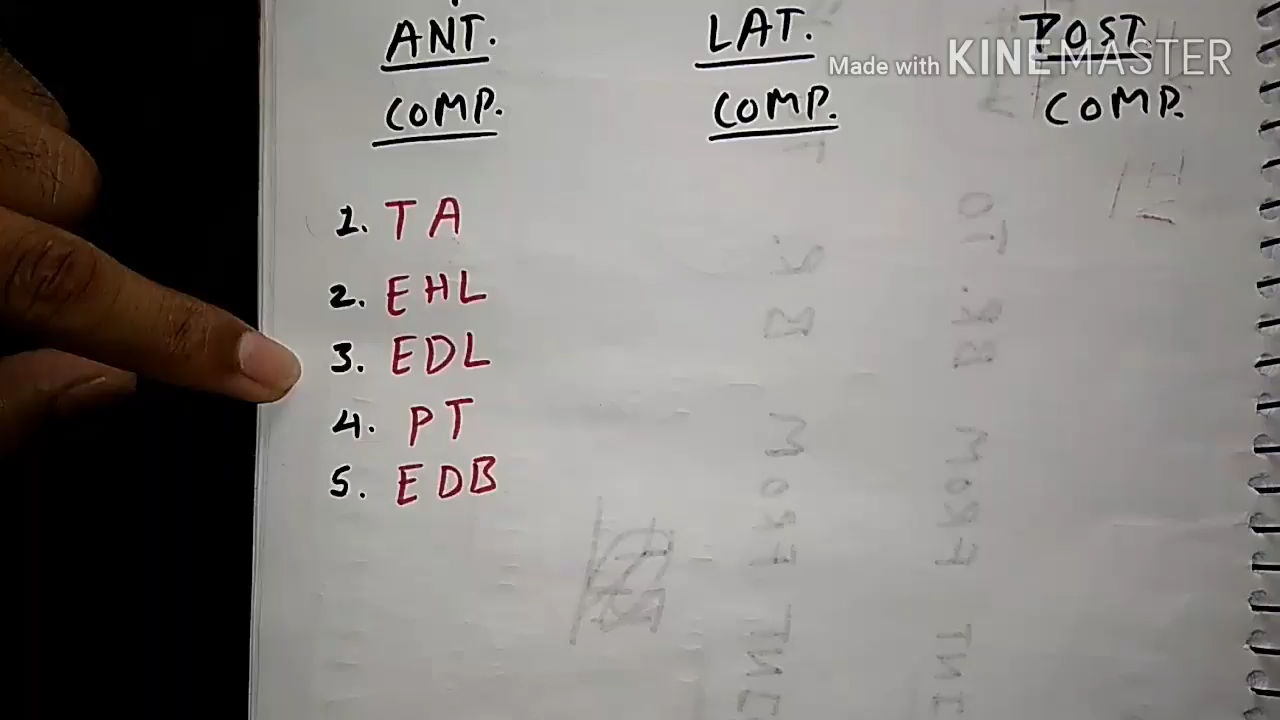 ANT. LAT. POST
Made with KINEMASTER
COMP. COMP. COMP.
1. TA
2. EHL
3. EDL
4. PT
5. EDB